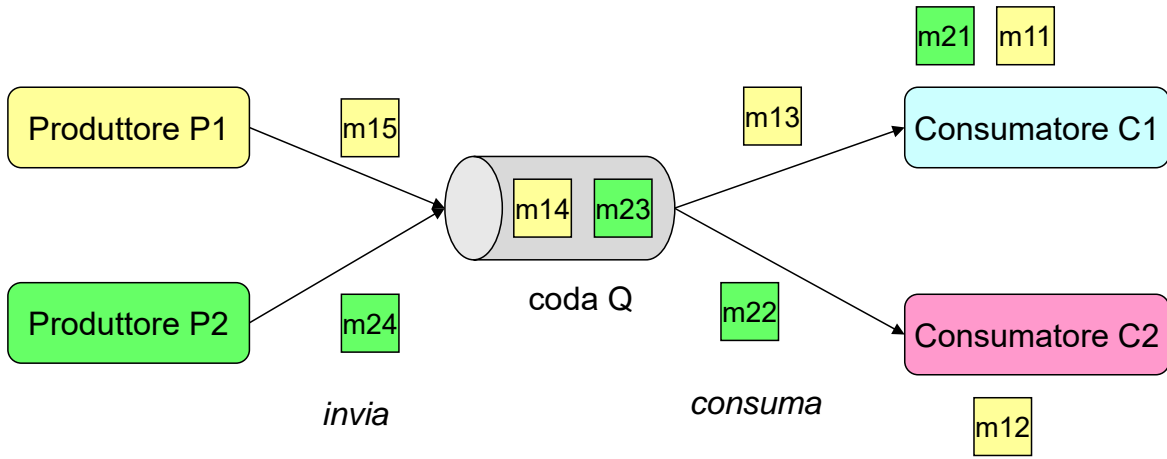 m21
m11
Produttore P1
m15
m13
Consumatore C1
m14
m23
coda Q
Produttore P2
m24
m22
Consumatore C2
invia
consuma
m12